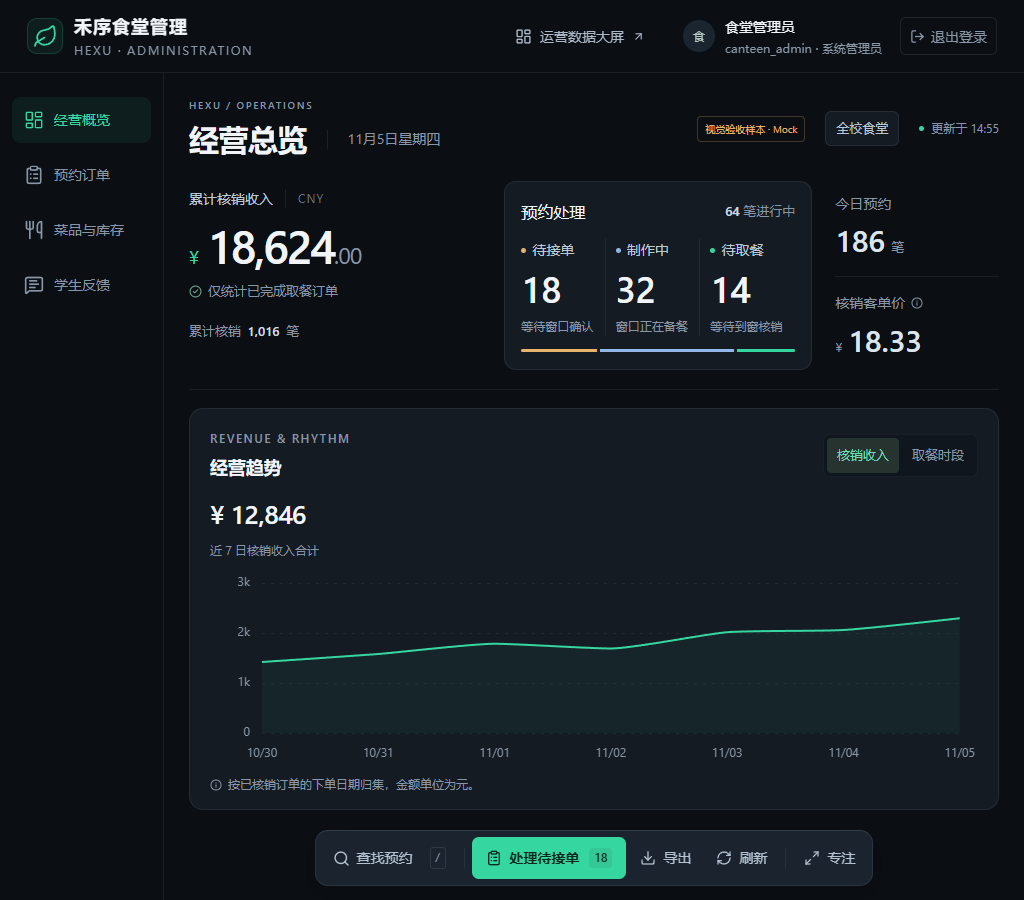 禾序食堂管理
HEXU · ADMINISTRATION
运营数据大屏
食
食堂管理员
canteen_admin · 系统管理员
退出登录
经营概览
预约订单
菜品与库存
学生反馈
HEXU / OPERATIONS
经营总览
11月5日星期四
视觉验收样本 · Mock
全校食堂
更新于 14:55
累计核销收入
CNY
¥ 18,624.00
仅统计已完成取餐订单
累计核销 1,016 笔
预约处理
64 笔进行中
待接单
18
等待窗口确认
制作中
32
窗口正在备餐
待取餐
14
等待到窗核销
今日预约
186 笔
核销客单价
¥ 18.33
REVENUE & RHYTHM
经营趋势
核销收入
取餐时段
¥ 12,846
近 7 日核销收入合计
3k
2k
1k
0
10/30
10/31
11/01
11/02
11/03
11/04
11/05
按已核销订单的下单日期归集，金额单位为元。
查找预约 /
处理待接单 18
导出
刷新
专注